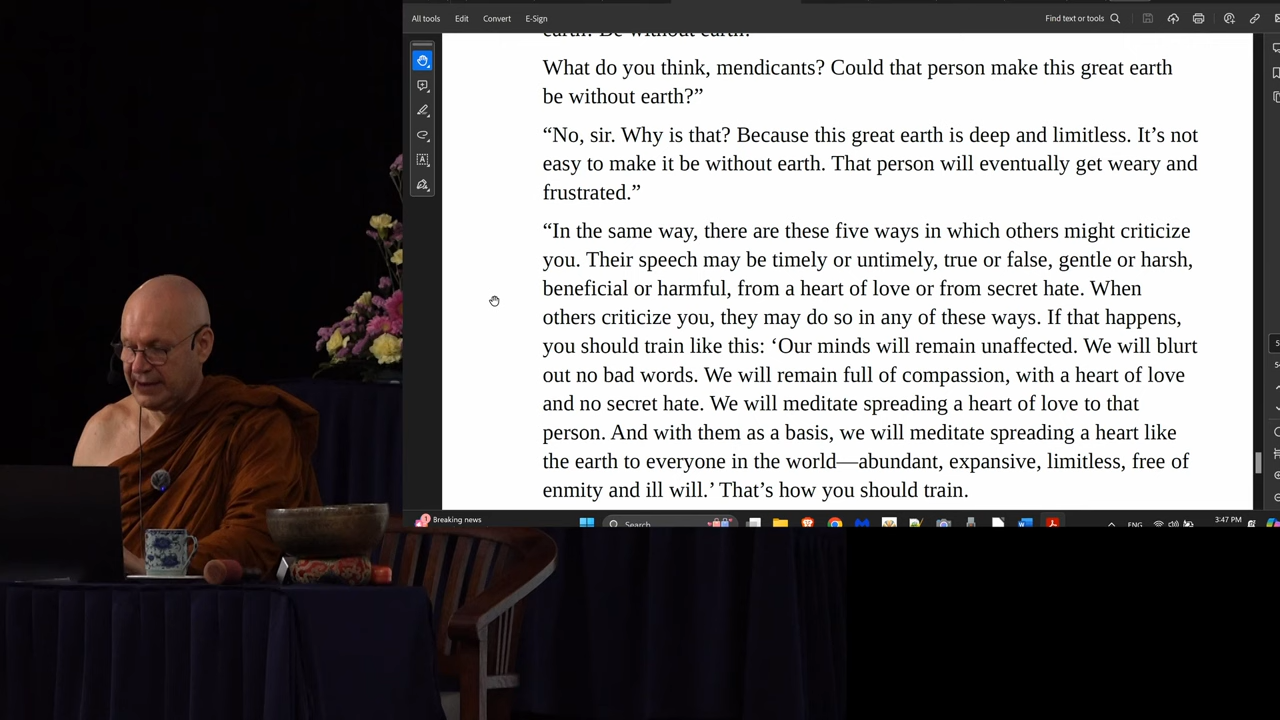 All tools Edit Convert E-Sign Find text or tools
earth! Be without earth!'
What do you think, mendicants? Could that person make this great earth
be without earth?”
“No, sir. Why is that? Because this great earth is deep and limitless. It’s not
easy to make it be without earth. That person will eventually get weary and
frustrated.”
“In the same way, there are these five ways in which others might criticize
you. Their speech may be timely or untimely, true or false, gentle or harsh,
beneficial or harmful, from a heart of love or from secret hate. When
others criticize you, they may do so in any of these ways. If that happens,
you should train like this: ‘Our minds will remain unaffected. We will blurt
out no bad words. We will remain full of compassion, with a heart of love
and no secret hate. We will meditate spreading a heart of love to that
person. And with them as a basis, we will meditate spreading a heart like
the earth to everyone in the world—abundant, expansive, limitless, free of
enmity and ill will.’ That’s how you should train.
1 Breaking news Search ENG 3:47 PM